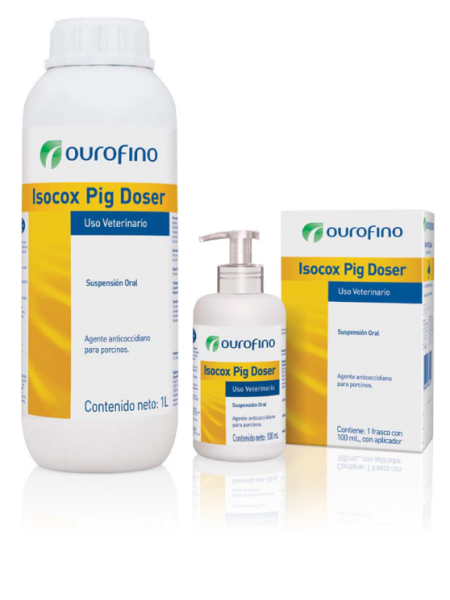 ourofino
Isocox Pig Doser
Uso Veterinario
Suspensión Oral
Agente anticoccidiano
para porcinos.
Contenido neto: 1L
ourofino
Isocox Pig Doser
Uso Veterinario
Suspensión Oral
Agente anticoccidiano
para porcinos.
Contenido neto: 100 mL
ourofino
Isocox Pig Doser
Uso Veterinario
Suspensión Oral
Agente anticoccidiano
para porcinos.
Contiene: 1 frasco con
100 mL, con aplicador